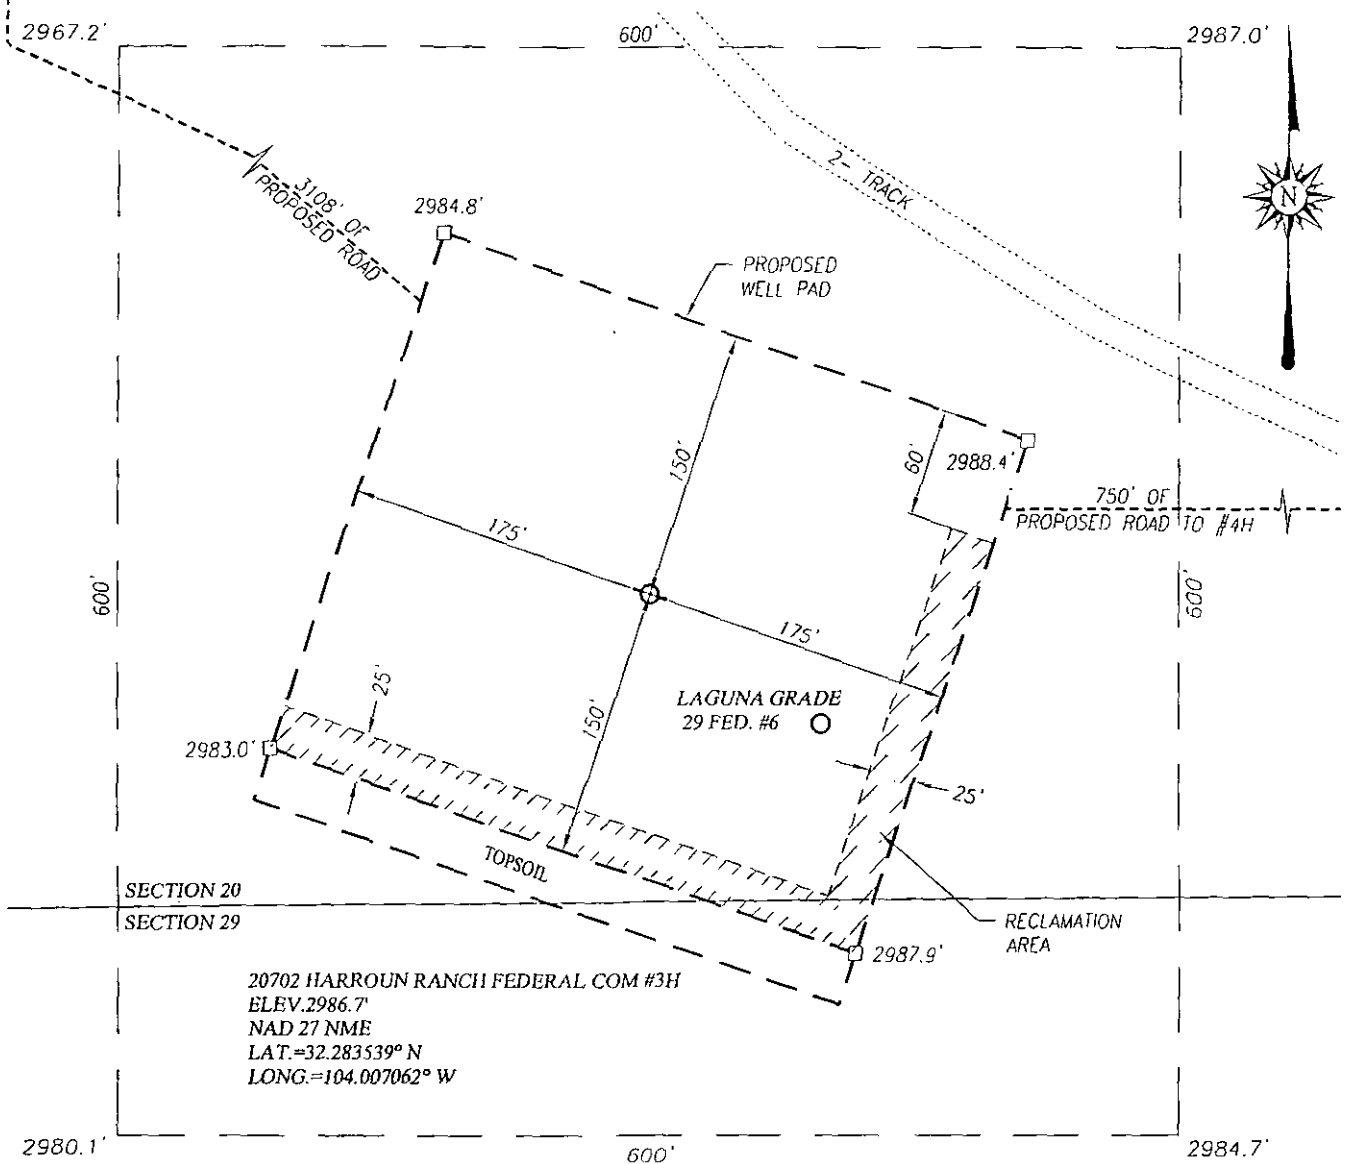 2967.2'
600'
2987.0'
2- TRACK
N
3108' OF
PROPOSED ROAD
2984.8'
PROPOSED
WELL PAD
150'
60'
2988.4'
750' OF
PROPOSED ROAD TO #4H
175'
600'
600'
175'
25'
LAGUNA GRADE
29 FED. #6
150'
2983.0'
25'
TOPSOIL
SECTION 20
SECTION 29
RECLAMATION
AREA
2987.9'
20702 HARROUN RANCH FEDERAL COM #3H
ELEV.2986.7'
NAD 27 NME
LAT.=32.283539° N
LONG.=104.007062° W
2980.1'
600'
2984.7'